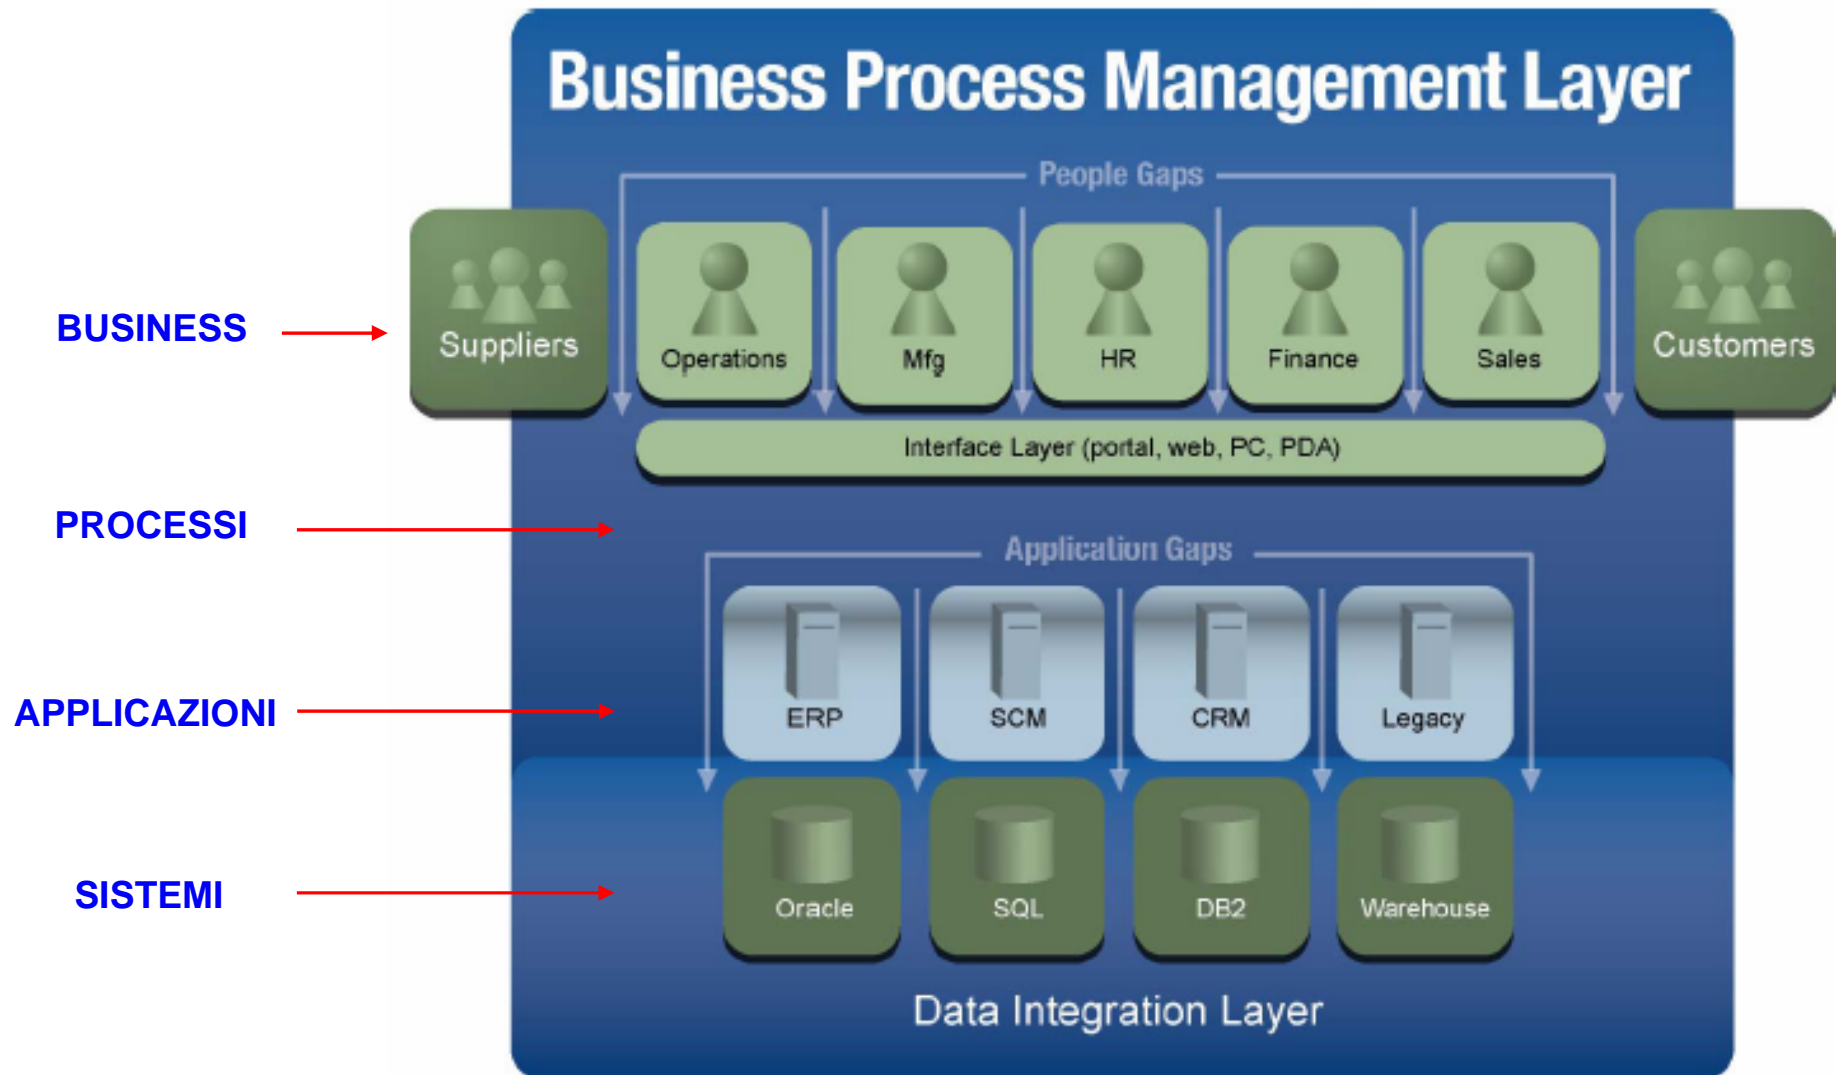 Business Process Management Layer
People Gaps
BUSINESS
Suppliers
Operations
Mfg
HR
Finance
Sales
Customers
Interface Layer (portal, web, PC, PDA)
PROCESSI
Application Gaps
APPLICAZIONI
ERP
SCM
CRM
Legacy
SISTEMI
Oracle
SQL
DB2
Warehouse
Data Integration Layer